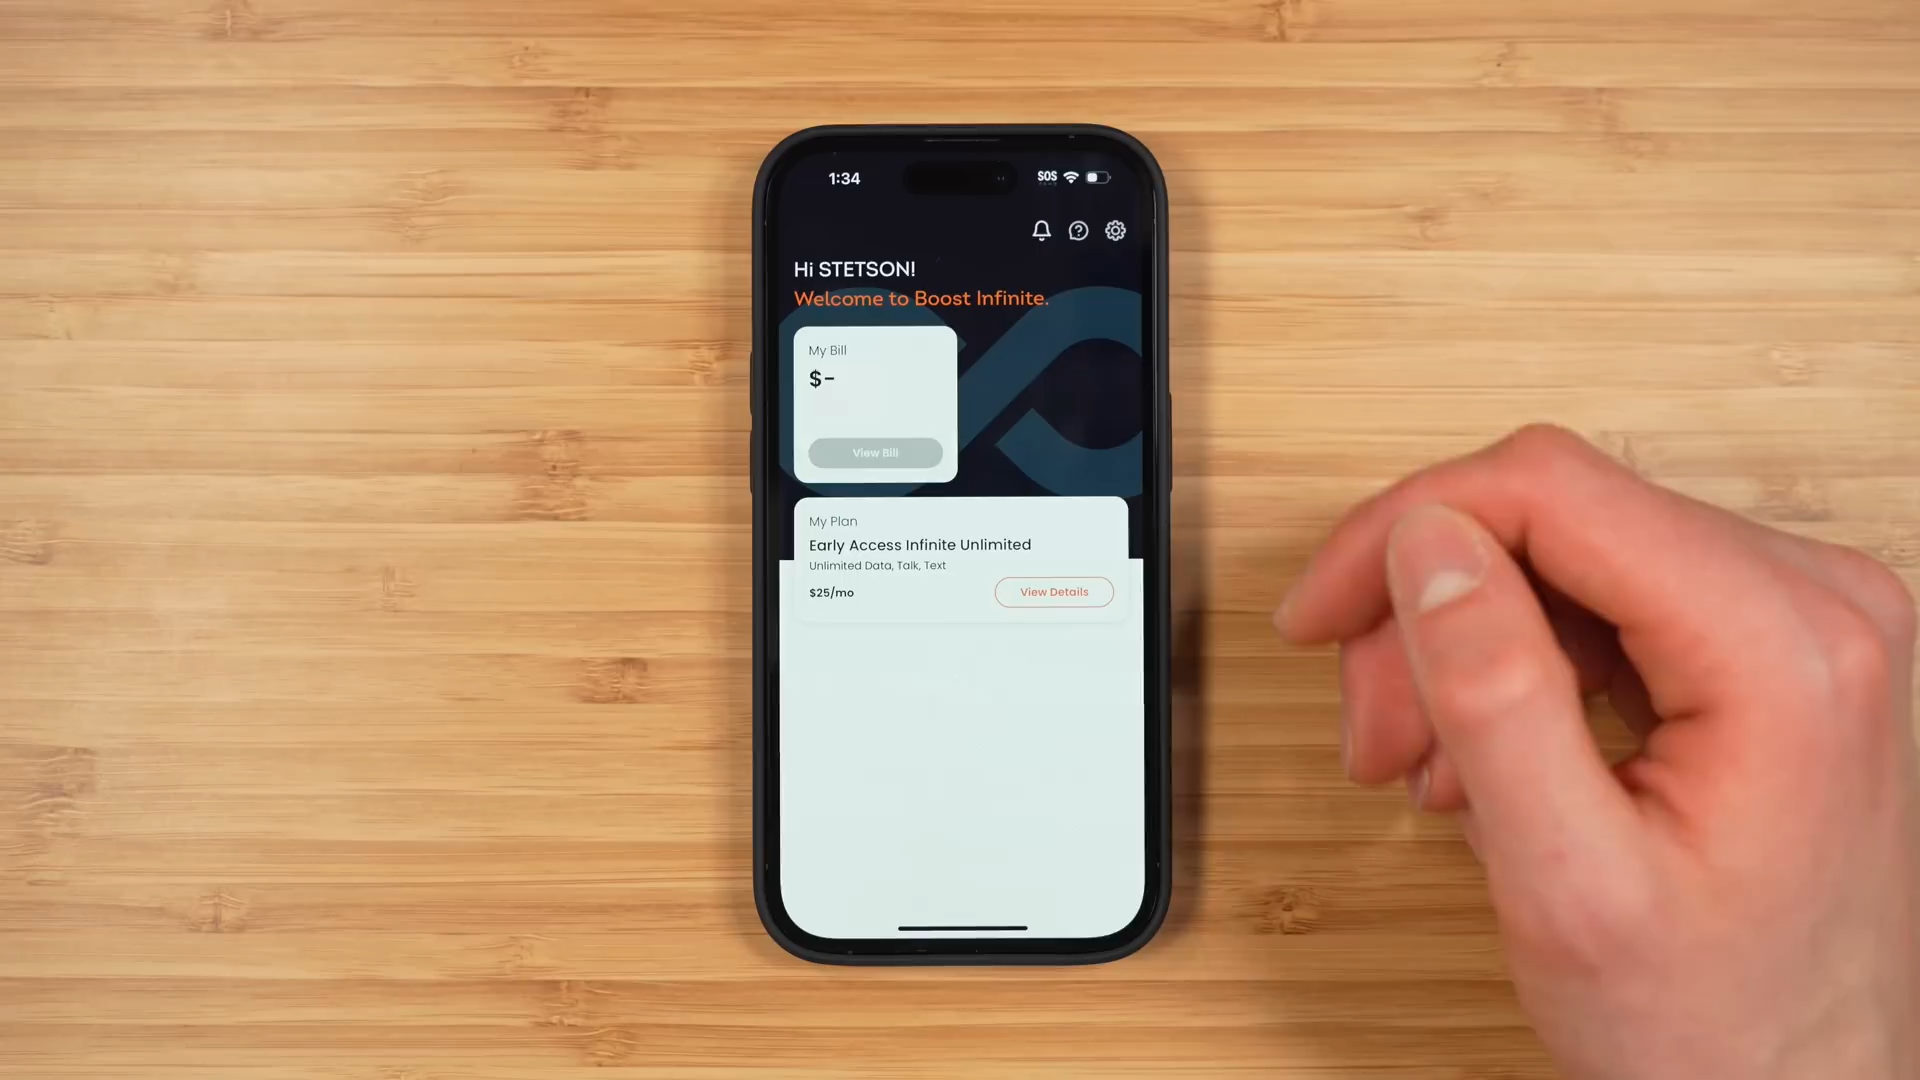 1:34
SOS
Hi STETSON!
Welcome to Boost Infinite.
My Bill
$-
View Bill
My Plan
Early Access Infinite Unlimited
Unlimited Data, Talk, Text
$25/mo
View Details